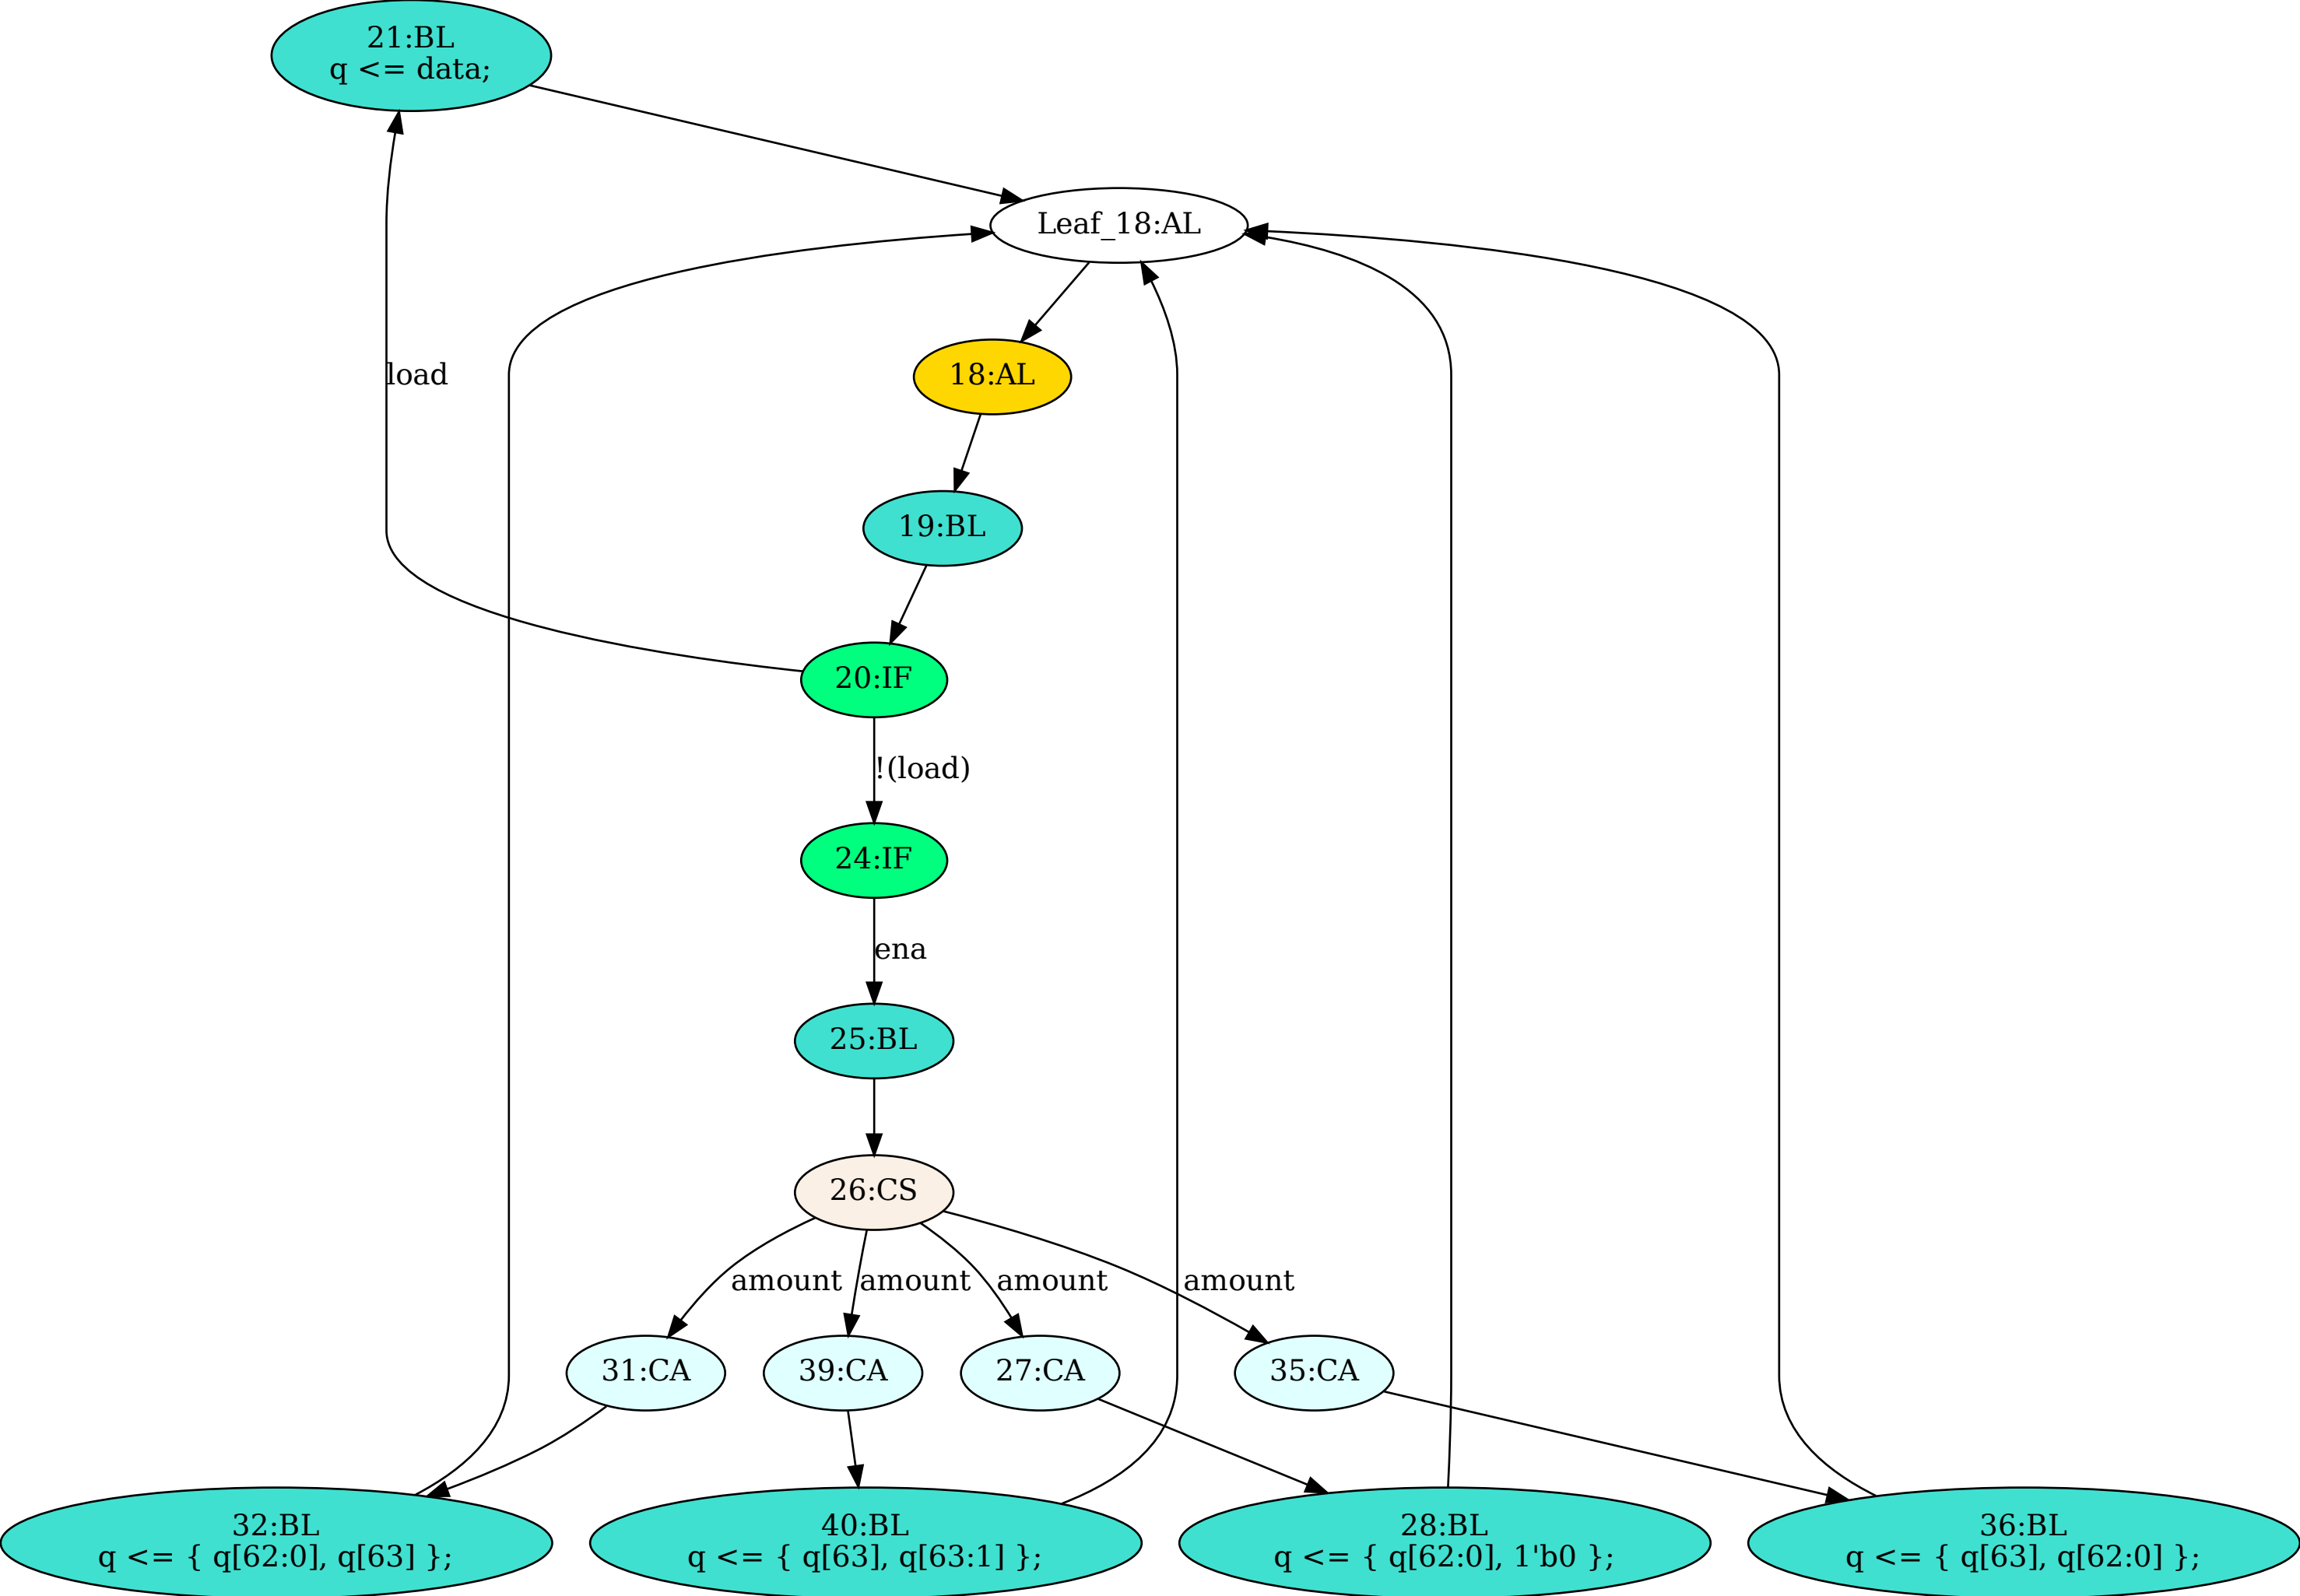 21:BL
q <= data;
Leaf_18:AL
load
18:AL
19:BL
20:IF
!(load)
24:IF
ena
25:BL
26:CS
amount
amount
amount
amount
31:CA
39:CA
27:CA
35:CA
32:BL
q <= { q[62:0], q[63] };
40:BL
q <= { q[63], q[63:1] };
28:BL
q <= { q[62:0], 1'b0 };
36:BL
q <= { q[63], q[62:0] };